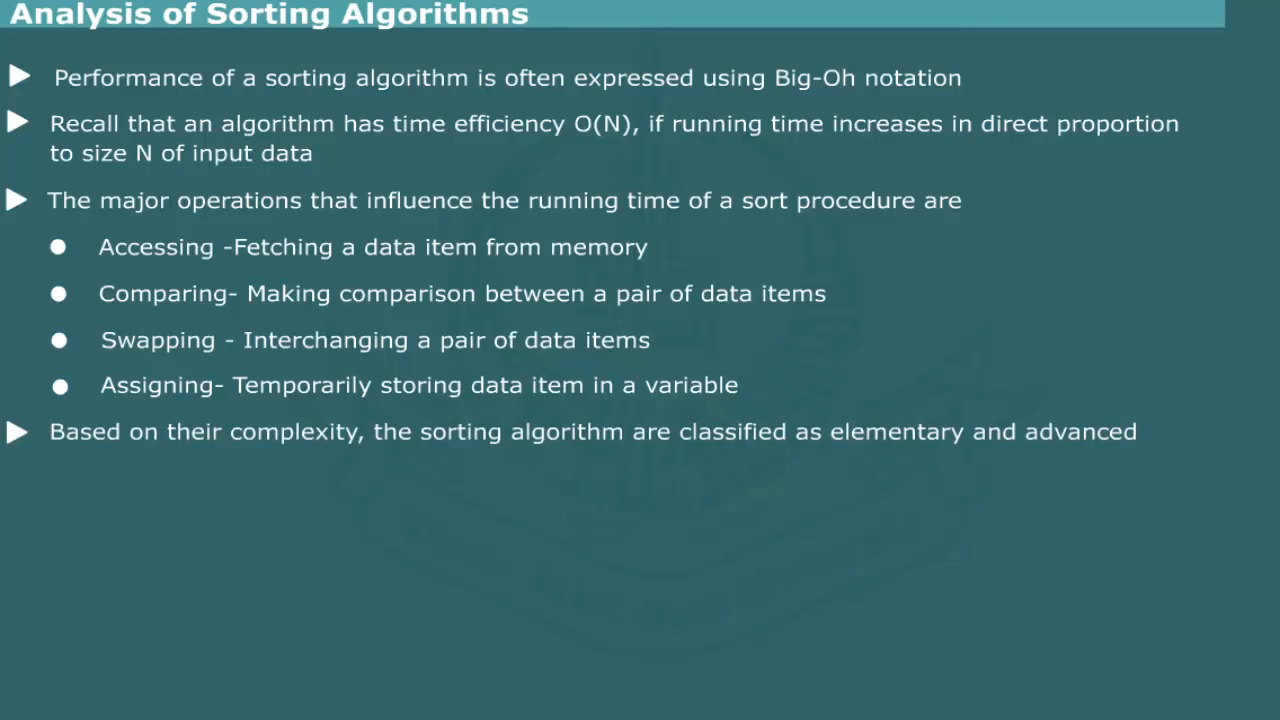 Analysis of Sorting Algorithms
Performance of a sorting algorithm is often expressed using Big-Oh notation
Recall that an algorithm has time efficiency O(N), if running time increases in direct proportion
to size N of input data
The major operations that influence the running time of a sort procedure are
Accessing -Fetching a data item from memory
Comparing- Making comparison between a pair of data items
Swapping - Interchanging a pair of data items
Assigning- Temporarily storing data item in a variable
Based on their complexity, the sorting algorithm are classified as elementary and advanced